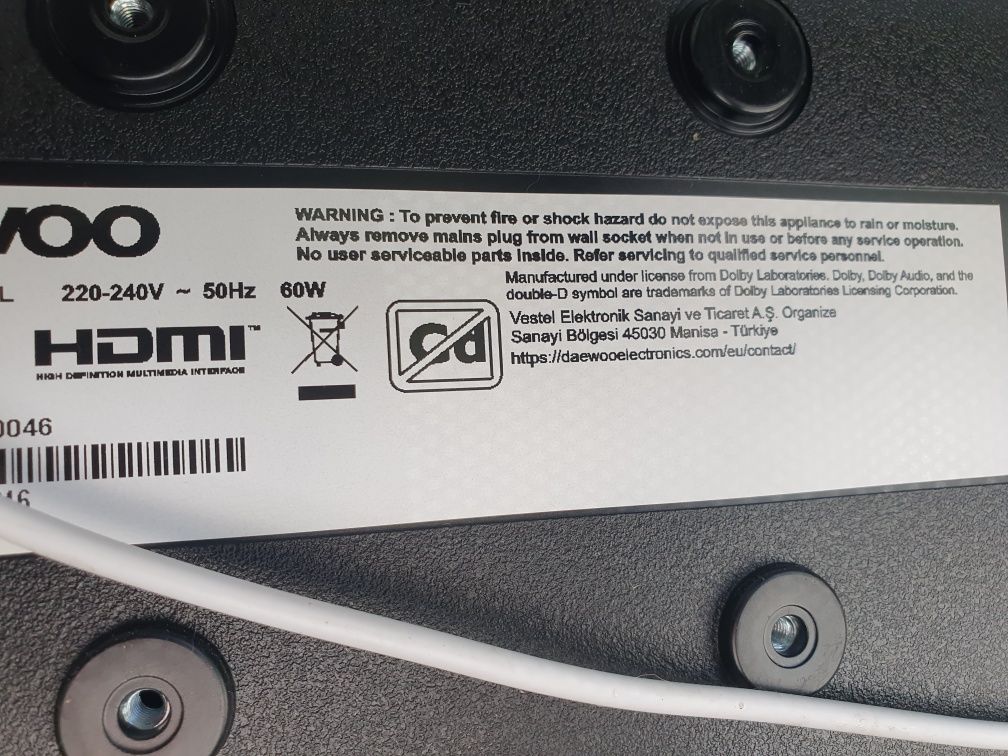 WOO
WARNING : To prevent fire or shock hazard do not expose this appliance to rain or moisture.
Always remove mains plug from wall socket when not in use or before any service operation.
No user serviceable parts inside. Refer servicing to qualified service personnel.
L 220-240V ~ 50Hz 60W
Manufactured under license from Dolby Laboratories. Dolby, Dolby Audio, and the
double-D symbol are trademarks of Dolby Laboratories Licensing Corporation.
HDMI™
HIGH DEFINITION MULTIMEDIA INTERFACE
Cd
Vestel Elektronik Sanayi ve Ticaret A.Ş. Organize
Sanayi Bölgesi 45030 Manisa - Türkiye
https://daewooelectronics.com/eu/contact/
0046
46